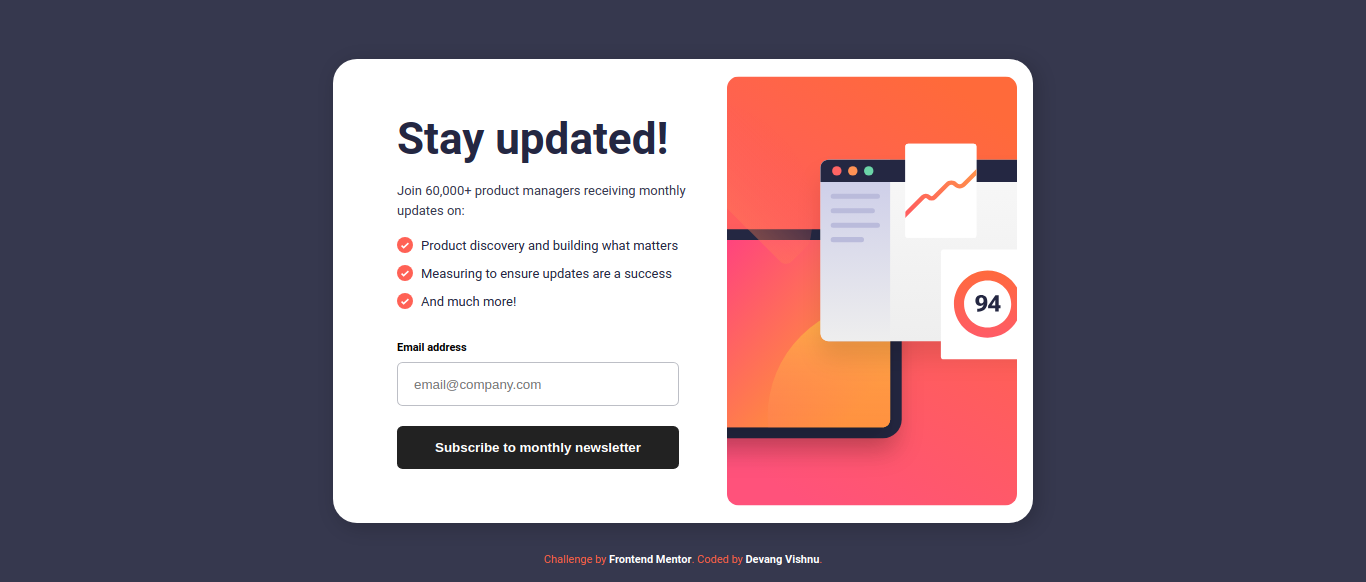 Stay updated!
Join 60,000+ product managers receiving monthly
updates on:
Product discovery and building what matters
Measuring to ensure updates are a success
And much more!
Email address
email@company.com
Subscribe to monthly newsletter
94
Challenge by Frontend Mentor. Coded by Devang Vishnu.